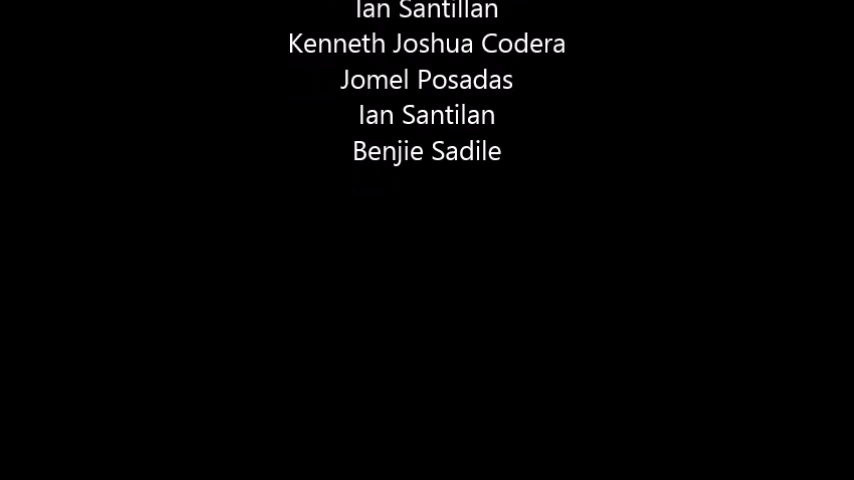 Ian Santillan
Kenneth Joshua Codera
Jomel Posadas
Ian Santilan
Benjie Sadile